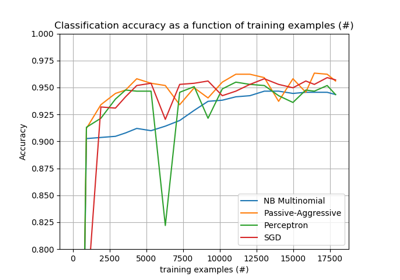 Classification accuracy as a function of training examples (#)
1.000
0.975
0.950
0.925
0.900
0.875
0.850
0.825
0.800
Accuracy
NB Multinomial
Passive-Aggressive
Perceptron
SGD
0 2500 5000 7500 10000 12500 15000 17500
training examples (#)